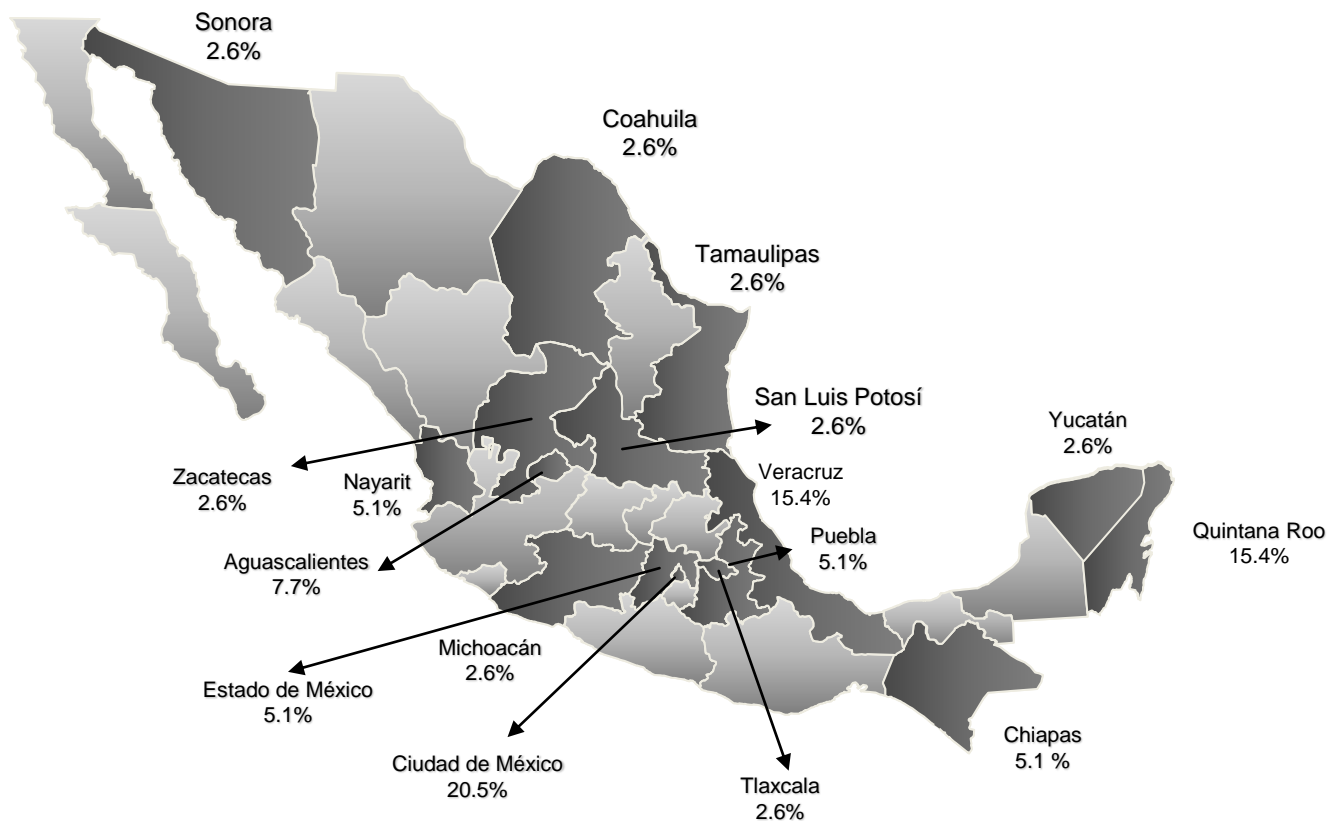 Sonora
2.6%
Coahuila
2.6%
Tamaulipas
2.6%
San Luis Potosí
2.6%
Yucatán
2.6%
Zacatecas
2.6%
Nayarit
5.1%
Veracruz
15.4%
Quintana Roo
15.4%
Puebla
5.1%
Aguascalientes
7.7%
Michoacán
2.6%
Estado de México
5.1%
Chiapas
5.1 %
Ciudad de México
20.5%
Tlaxcala
2.6%